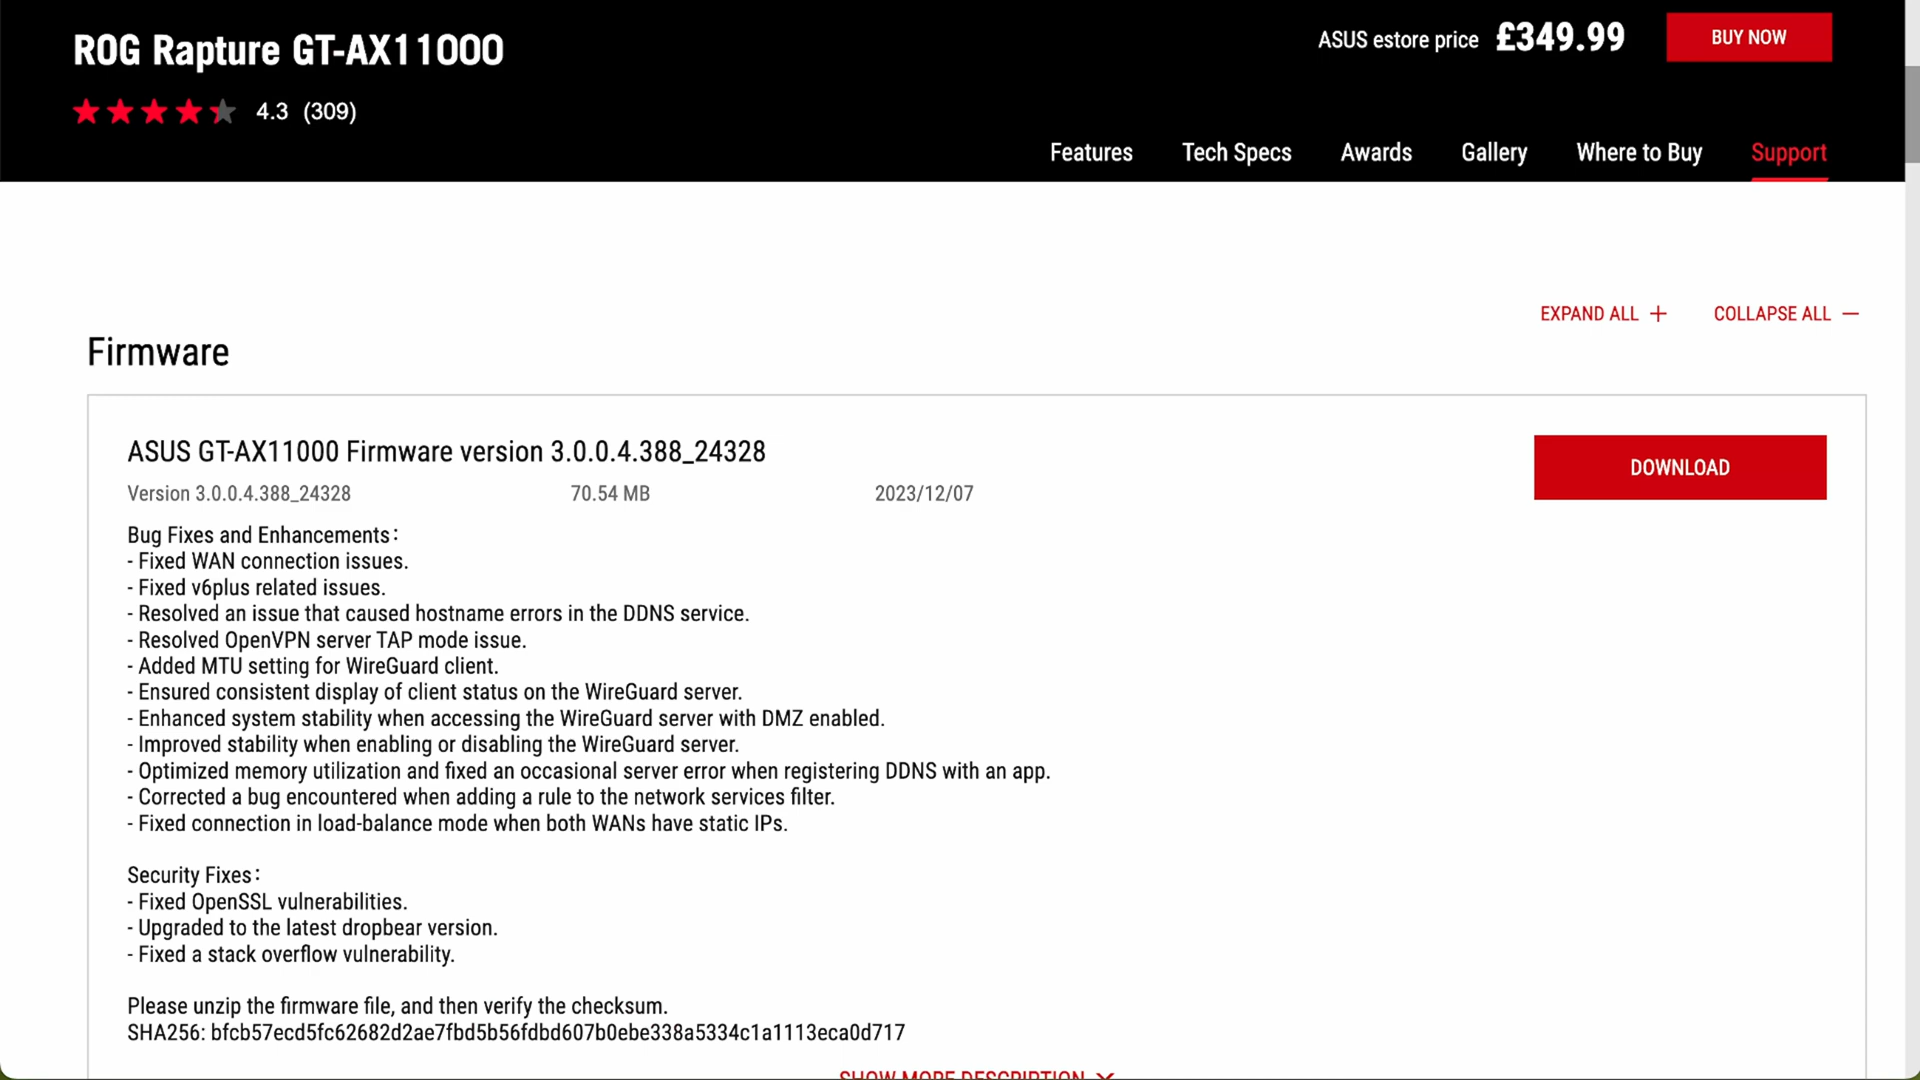 ROG Rapture GT-AX11000
ASUS estore price £349.99
BUY NOW
4.3 (309)
Features Tech Specs Awards Gallery Where to Buy Support
EXPAND ALL +
COLLAPSE ALL —
Firmware
ASUS GT-AX11000 Firmware version 3.0.0.4.388_24328
DOWNLOAD
Version 3.0.0.4.388_24328 70.54 MB 2023/12/07
Bug Fixes and Enhancements:
- Fixed WAN connection issues.
- Fixed v6plus related issues.
- Resolved an issue that caused hostname errors in the DDNS service.
- Resolved OpenVPN server TAP mode issue.
- Added MTU setting for WireGuard client.
- Ensured consistent display of client status on the WireGuard server.
- Enhanced system stability when accessing the WireGuard server with DMZ enabled.
- Improved stability when enabling or disabling the WireGuard server.
- Optimized memory utilization and fixed an occasional server error when registering DDNS with an app.
- Corrected a bug encountered when adding a rule to the network services filter.
- Fixed connection in load-balance mode when both WANs have static IPs.
Security Fixes:
- Fixed OpenSSL vulnerabilities.
- Upgraded to the latest dropbear version.
- Fixed a stack overflow vulnerability.
Please unzip the firmware file, and then verify the checksum.
SHA256: bfcb57ecd5fc62682d2ae7fbd5b56fdbd607b0ebe338a5334c1a1113eca0d717
SHOW MORE DESCRIPTION